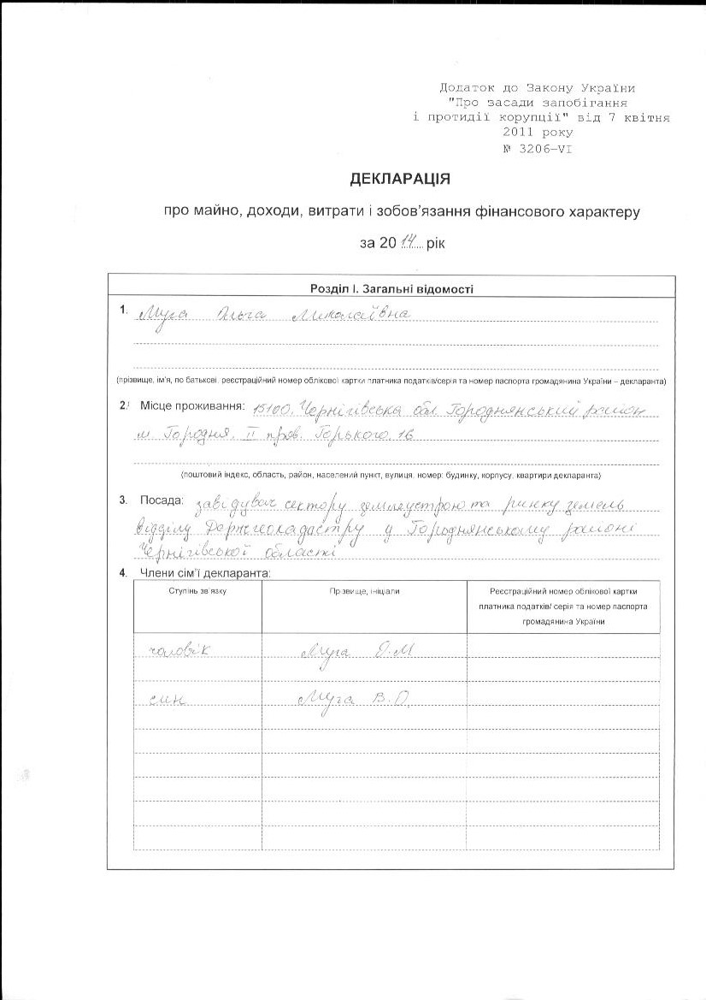 Додаток до Закону України
"Про засади запобігання
і протидії корупції" від 7 квітня
2011 року
№ 3206-VI
ДЕКЛАРАЦІЯ
про майно, доходи, витрати і зобов'язання фінансового характеру
за 2014 рік
Розділ І. Загальні відомості
1. Муга Ольга Миколаївна
(прізвище, ім'я, по батькові, реєстраційний номер облікової картки платника податків/серія та номер паспорта громадянина України – декларанта)
2. Місце проживання: 15100, Чернігівська обл. Городнянський район
м. Городня, ІІ пров. Горького, 16
(поштовий індекс, область, район, населений пункт, вулиця, номер: будинку, корпусу, квартири декларанта)
3. Посада: завідувач сектору землеустрою та ринку земель
відділу Держгеокадастру у Городнянському районі
Чернігівської області
4. Члени сім'ї декларанта:
Ступінь зв'язку Прізвище, ініціали Реєстраційний номер облікової картки
платника податків/ серія та номер паспорта
громадянина України
чоловік Муга О.М
син Муга В.О.